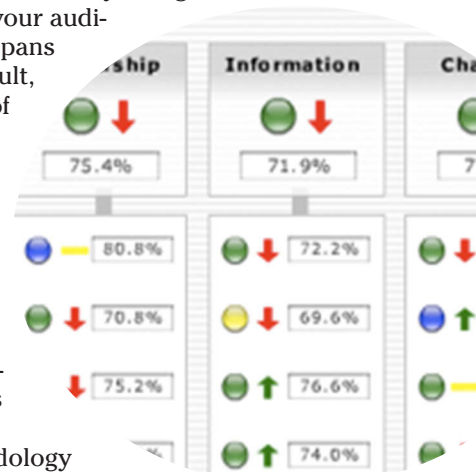 your audi-
pans
ult,
of
ship Information Cha
75.4% 71.9% 7
80.8% 72.2%
70.8% 69.6%
75.2% 76.6%
74.0%
s
dology